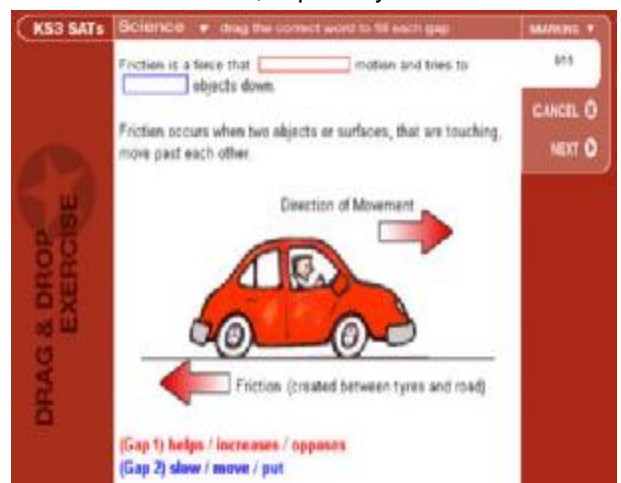 KS3 SATs Science ▼ drag the correct word to fill each gap MARKING ▼
Friction is a force that motion and tries to
objects down.
CANCEL
Friction occurs when two objects or surfaces, that are touching,
move past each other.
NEXT
Direction of Movement
DRAG & DROP
EXERCISE
Friction (created between tyres and road)
(Gap 1) helps / increases / opposes
(Gap 2) slow / move / put